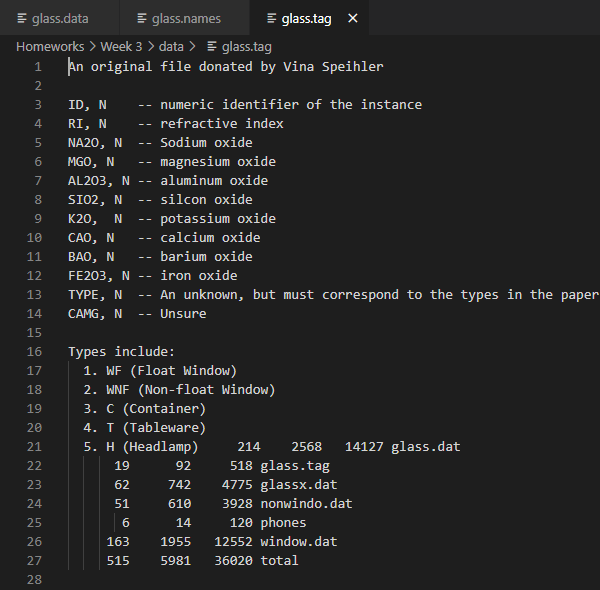 glass.data glass.names glass.tag ×
Homeworks > Week 3 > data > glass.tag
1 An original file donated by Vina Speihler
2
3 ID, N    -- numeric identifier of the instance
4 RI, N    -- refractive index
5 NA2O, N  -- Sodium oxide
6 MGO, N   -- magnesium oxide
7 AL2O3, N -- aluminum oxide
8 SIO2, N  -- silcon oxide
9 K2O,  N  -- potassium oxide
10 CAO, N   -- calcium oxide
11 BAO, N   -- barium oxide
12 FE2O3, N -- iron oxide
13 TYPE, N  -- An unknown, but must correspond to the types in the paper
14 CAMG, N  -- Unsure
15
16 Types include:
17   1. WF (Float Window)
18   2. WNF (Non-float Window)
19   3. C (Container)
20   4. T (Tableware)
21   5. H (Headlamp)     214    2568   14127 glass.dat
22       19      92     518 glass.tag
23       62     742    4775 glassx.dat
24       51     610    3928 nonwindo.dat
25        6      14     120 phones
26      163    1955   12552 window.dat
27      515    5981   36020 total
28